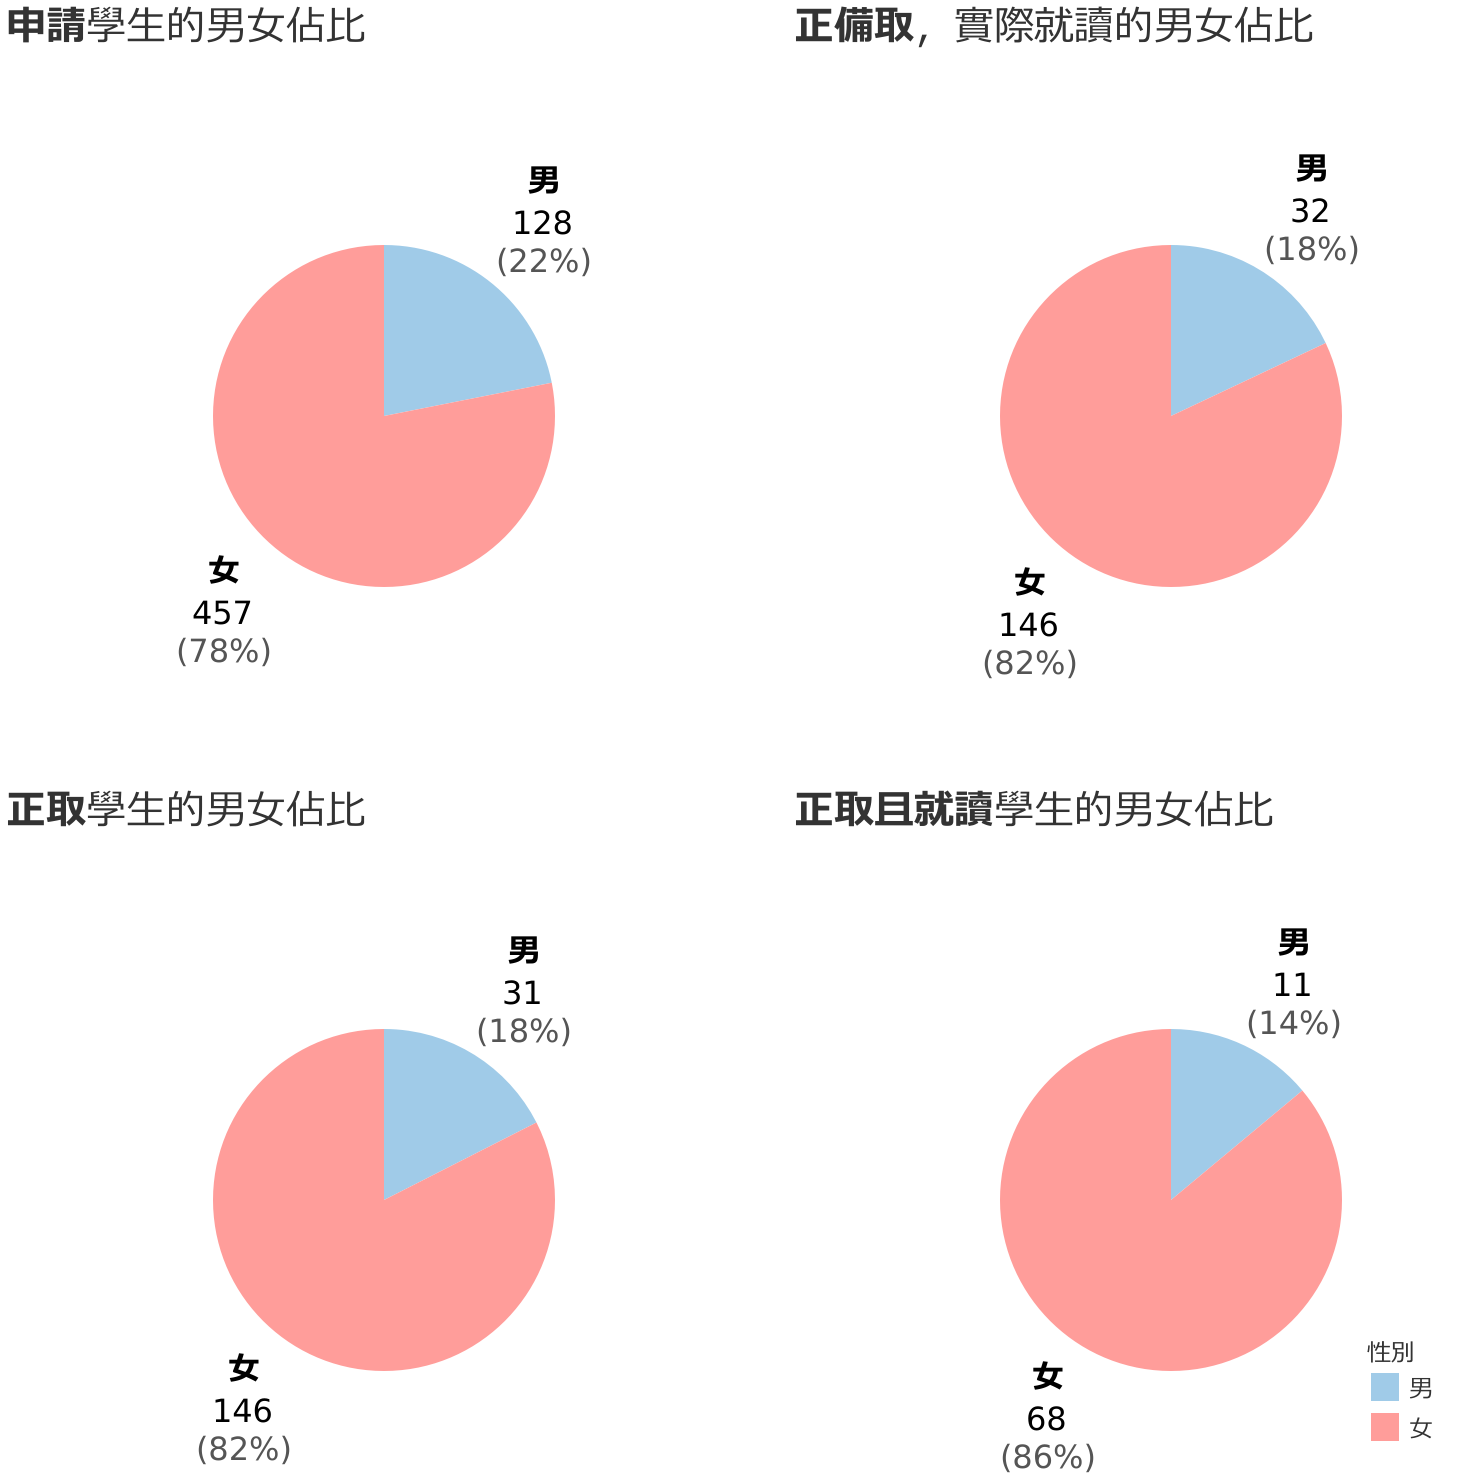 申請學生的男女佔比
男
128
(22%)
女
457
(78%)
正備取，實際就讀的男女佔比
男
32
(18%)
女
146
(82%)
正取學生的男女佔比
男
31
(18%)
女
146
(82%)
正取且就讀學生的男女佔比
男
11
(14%)
女
68
(86%)
性別
男
女